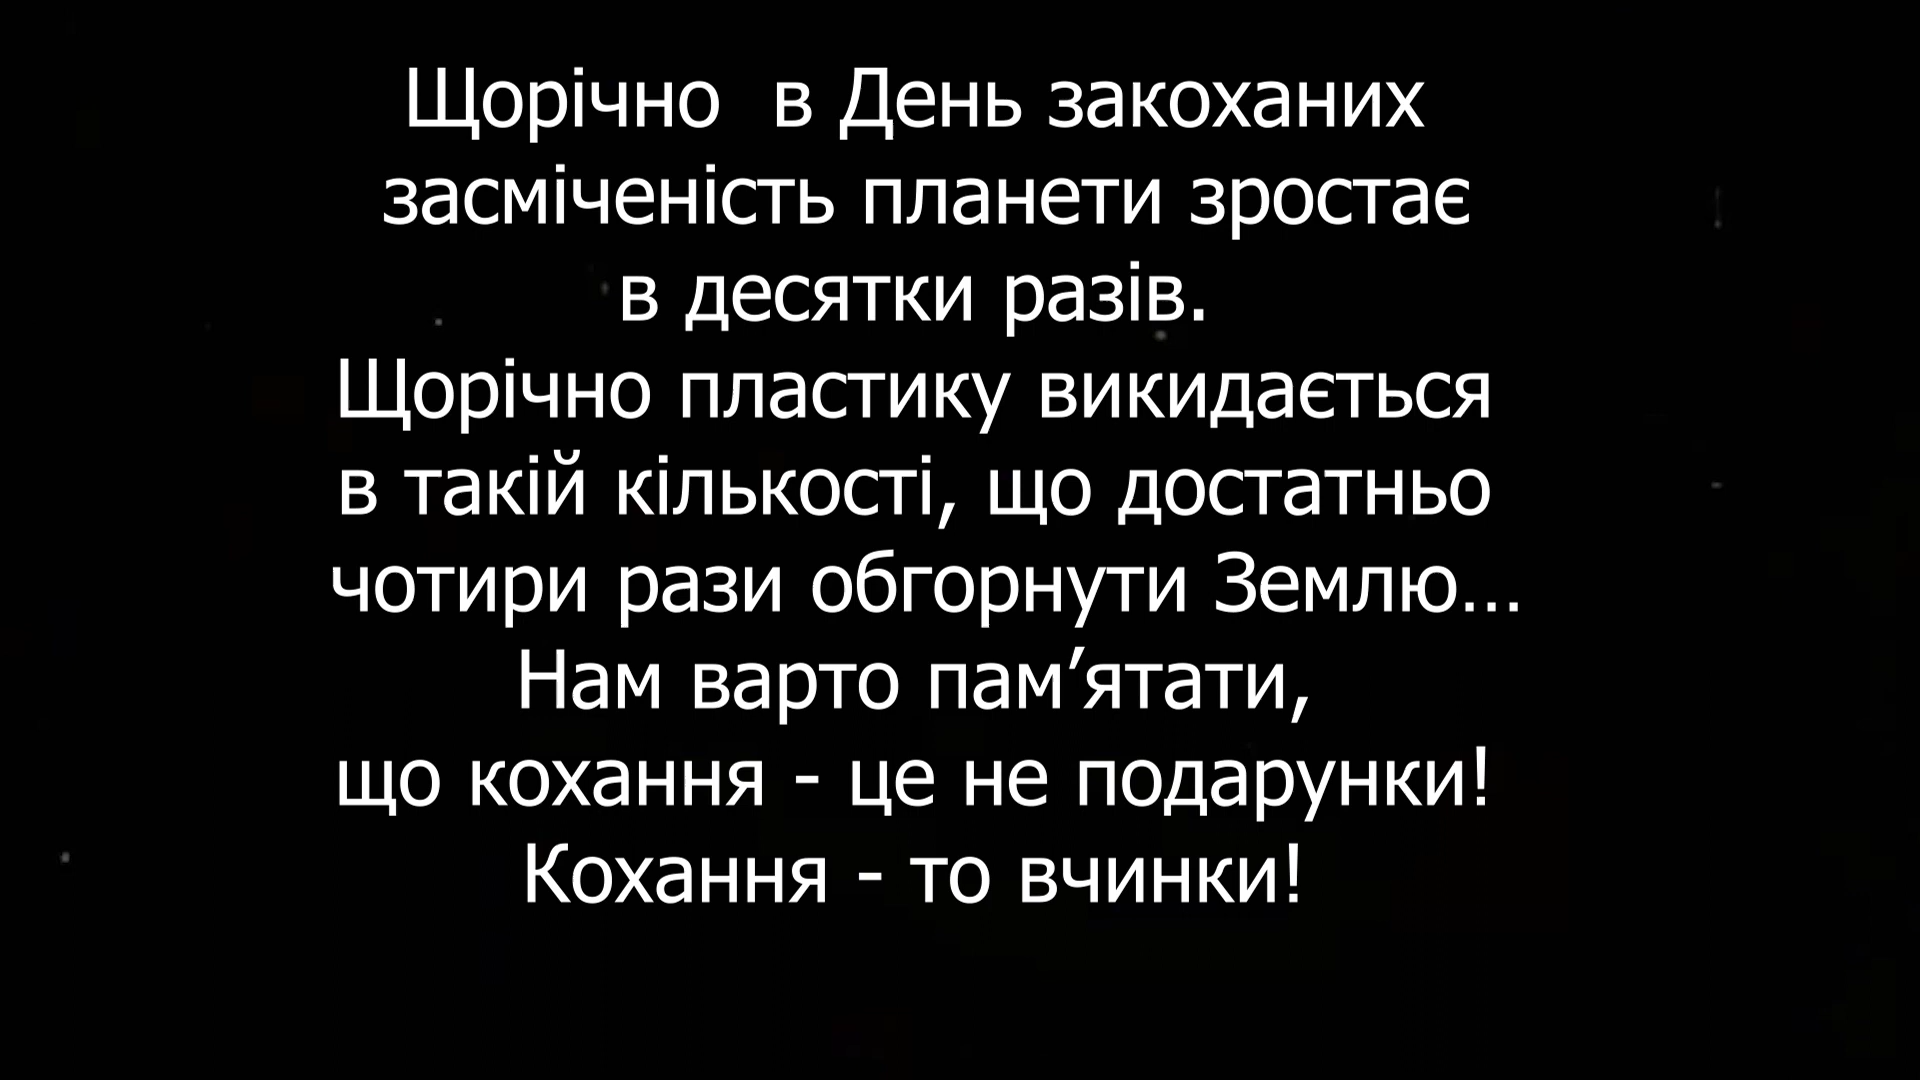 Щорічно  в День закоханих
засміченість планети зростає
в десятки разів.
Щорічно пластику викидається
в такій кількості, що достатньо
чотири рази обгорнути Землю...
Нам варто пам’ятати,
що кохання - це не подарунки!
Кохання - то вчинки!